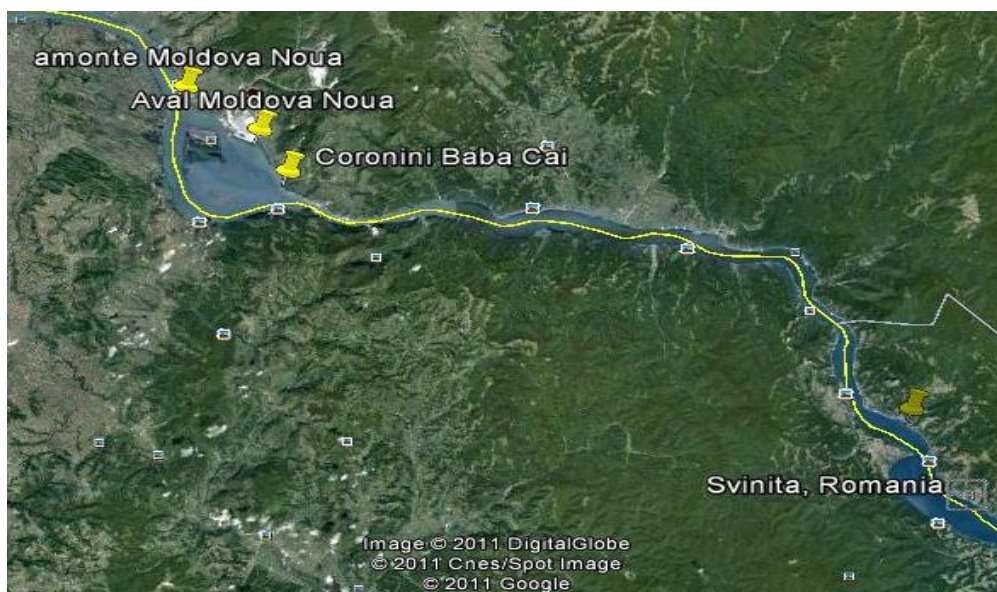 amonte Moldova Noua
Aval Moldova Noua
Coronini Baba Cai
Svinita, Romania
Image © 2011 DigitalGlobe
© 2011 Cnes/Spot Image
© 2011 Google